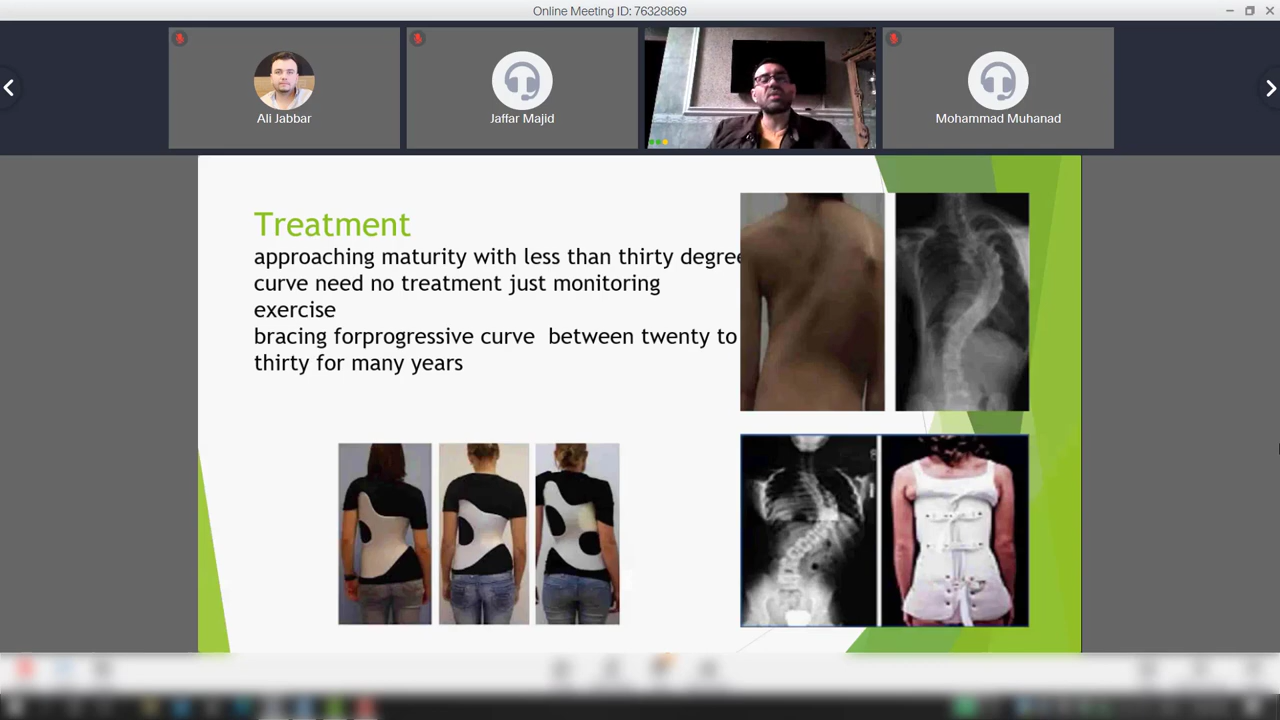 Online Meeting ID: 76328869
Ali Jabbar
Jaffar Majid
Mohammad Muhanad
Treatment
approaching maturity with less than thirty degree
curve need no treatment just monitoring
exercise
bracing forprogressive curve between twenty to
thirty for many years